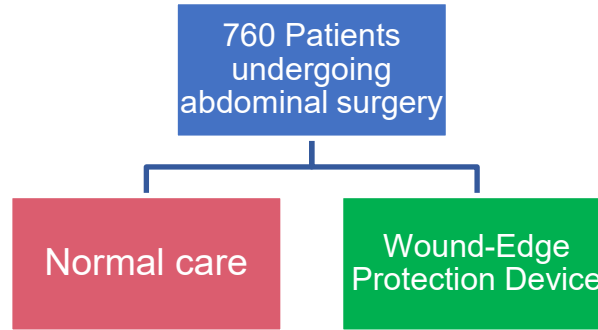 760 Patients
undergoing
abdominal surgery
Normal care
Wound-Edge
Protection Device